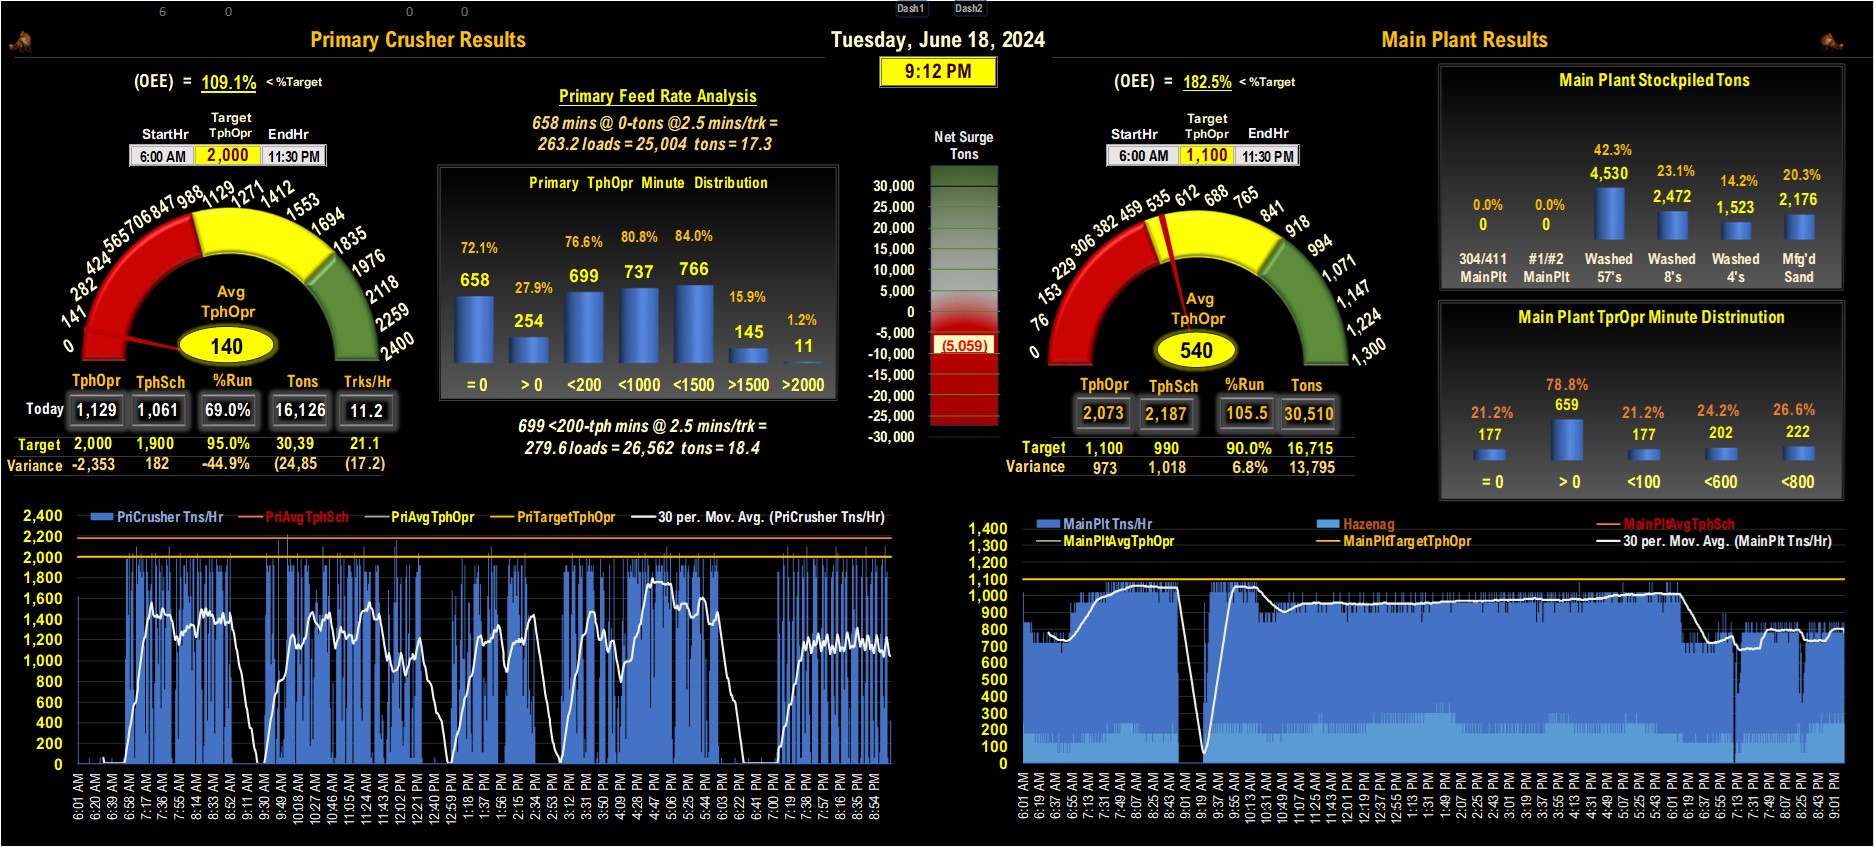 6 0 0 0 Dash1 Dash2
Primary Crusher Results
Tuesday, June 18, 2024
Main Plant Results
9:12 PM
(OEE) = 109.1% < %Target
Target
StartHr TphOpr EndHr
6:00 AM 2,000 11:30 PM
0 141 282 424 565 706 847 988 1129 1271 1412 1553 1694 1835 1976 2118 2259 2400
Avg
TphOpr
140
TphOpr TphSch %Run Tons Trks/Hr
Today 1,129 1,061 69.0% 16,126 11.2
Target 2,000 1,900 95.0% 30,39 21.1
Variance -2,353 182 -44.9% (24,85 (17.2)
Primary Feed Rate Analysis
658 mins @ 0-tons @2.5 mins/trk =
263.2 loads = 25,004 tons = 17.3
Primary TphOpr Minute Distribution
72.1% 27.9% 76.6% 80.8% 84.0% 15.9% 1.2%
658 254 699 737 766 145 11
= 0 > 0 <200 <1000 <1500 >1500 >2000
699 <200-tph mins @ 2.5 mins/trk =
279.6 loads = 26,562 tons = 18.4
Net Surge
Tons
30,000
25,000
20,000
15,000
10,000
5,000
0
-5,000
(5,059)
-10,000
-15,000
-20,000
-25,000
-30,000
(OEE) = 182.5% < %Target
Target
StartHr TphOpr EndHr
6:00 AM 1,100 11:30 PM
0 76 153 229 306 382 459 535 612 688 765 841 918 994 1,071 1,147 1,224 1,300
Avg
TphOpr
540
TphOpr TphSch %Run Tons
2,073 2,187 105.5 30,510
Target 1,100 990 90.0% 16,715
Variance 973 1,018 6.8% 13,795
Main Plant Stockpiled Tons
0.0% 0.0% 42.3% 23.1% 14.2% 20.3%
0 0 4,530 2,472 1,523 2,176
304/411 #1/#2 Washed Washed Washed Mfg'd
MainPlt MainPlt 57's 8's 4's Sand
Main Plant TprOpr Minute Distrinution
21.2% 78.8% 21.2% 24.2% 26.6%
177 659 177 202 222
= 0 > 0 <100 <600 <800
PriCrusher Tns/Hr PriAvgTphSch PriAvgTphOpr PriTargetTphOpr 30 per. Mov. Avg. (PriCrusher Tns/Hr)
2,400
2,200
2,000
1,800
1,600
1,400
1,200
1,000
800
600
400
200
0
6:01 AM 6:20 AM 6:39 AM 6:58 AM 7:17 AM 7:36 AM 7:55 AM 8:14 AM 8:33 AM 8:52 AM 9:11 AM 9:30 AM 9:49 AM 10:08 AM 10:27 AM 10:46 AM 11:05 AM 11:24 AM 11:43 AM 12:02 PM 12:21 PM 12:40 PM 12:59 PM 1:18 PM 1:37 PM 1:56 PM 2:15 PM 2:34 PM 2:53 PM 3:12 PM 3:31 PM 3:50 PM 4:09 PM 4:28 PM 4:47 PM 5:06 PM 5:25 PM 5:44 PM 6:03 PM 6:22 PM 6:41 PM 7:00 PM 7:19 PM 7:38 PM 7:57 PM 8:16 PM 8:35 PM 8:54 PM
MainPlt Tns/Hr Hazenag MainPltAvgTphSch
MainPltAvgTphOpr MainPltTargetTphOpr 30 per. Mov. Avg. (MainPlt Tns/Hr)
1,400
1,300
1,200
1,100
1,000
900
800
700
600
500
400
300
200
100
0
6:01 AM 6:19 AM 6:37 AM 6:55 AM 7:13 AM 7:31 AM 7:49 AM 8:07 AM 8:25 AM 8:43 AM 9:01 AM 9:19 AM 9:37 AM 9:55 AM 10:13 AM 10:31 AM 10:49 AM 11:07 AM 11:25 AM 11:43 AM 12:01 PM 12:19 PM 12:37 PM 12:55 PM 1:13 PM 1:31 PM 1:49 PM 2:07 PM 2:25 PM 2:43 PM 3:01 PM 3:19 PM 3:37 PM 3:55 PM 4:13 PM 4:31 PM 4:49 PM 5:07 PM 5:25 PM 5:43 PM 6:01 PM 6:19 PM 6:37 PM 6:55 PM 7:13 PM 7:31 PM 7:49 PM 8:07 PM 8:25 PM 8:43 PM 9:01 PM